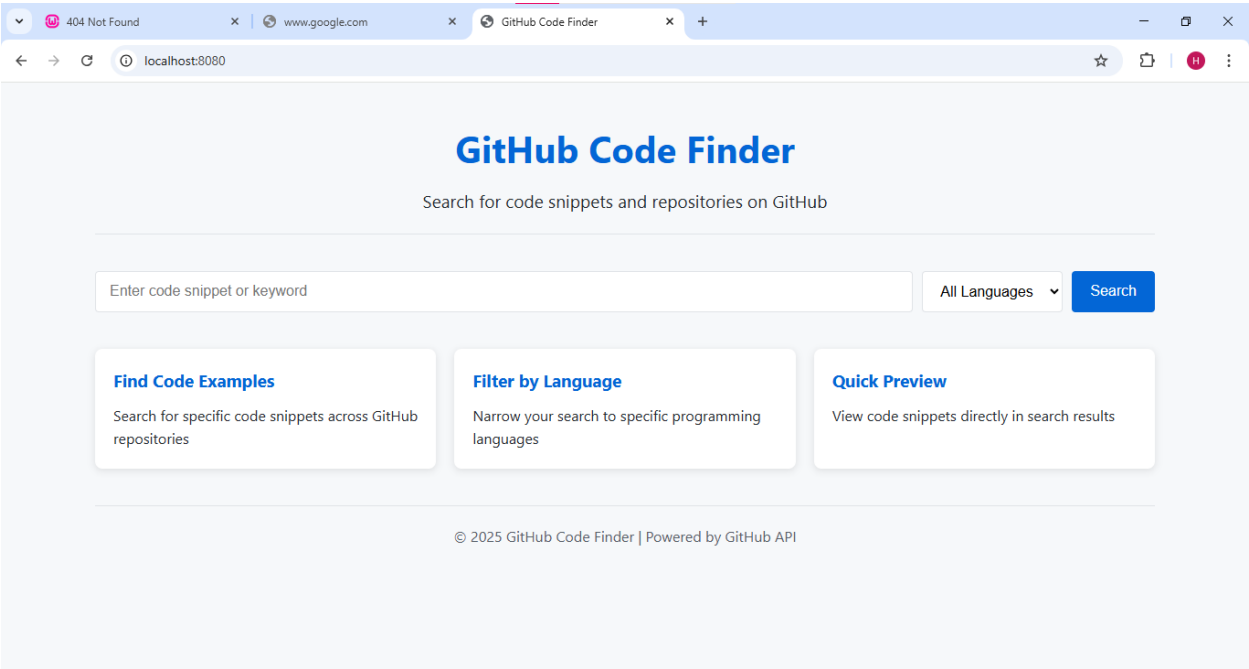 404 Not Found
www.google.com
GitHub Code Finder
localhost:8080
H
GitHub Code Finder
Search for code snippets and repositories on GitHub
Enter code snippet or keyword
All Languages
Search
Find Code Examples
Search for specific code snippets across GitHub
repositories
Filter by Language
Narrow your search to specific programming
languages
Quick Preview
View code snippets directly in search results
© 2025 GitHub Code Finder | Powered by GitHub API